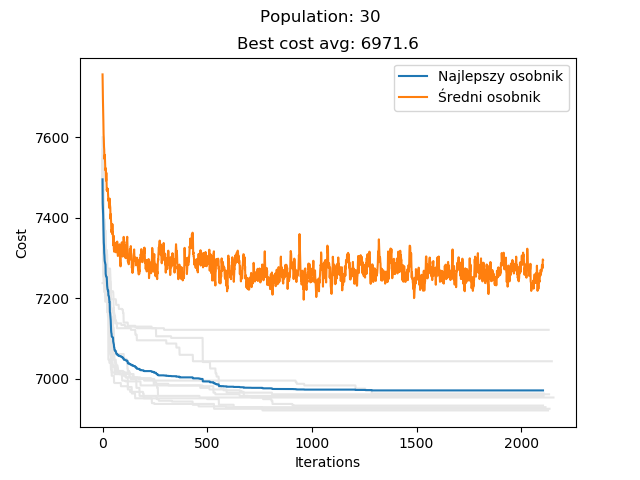 Population: 30
Best cost avg: 6971.6
Najlepszy osobnik
Średni osobnik
Cost
7600
7400
7200
7000
0 500 1000 1500 2000
Iterations